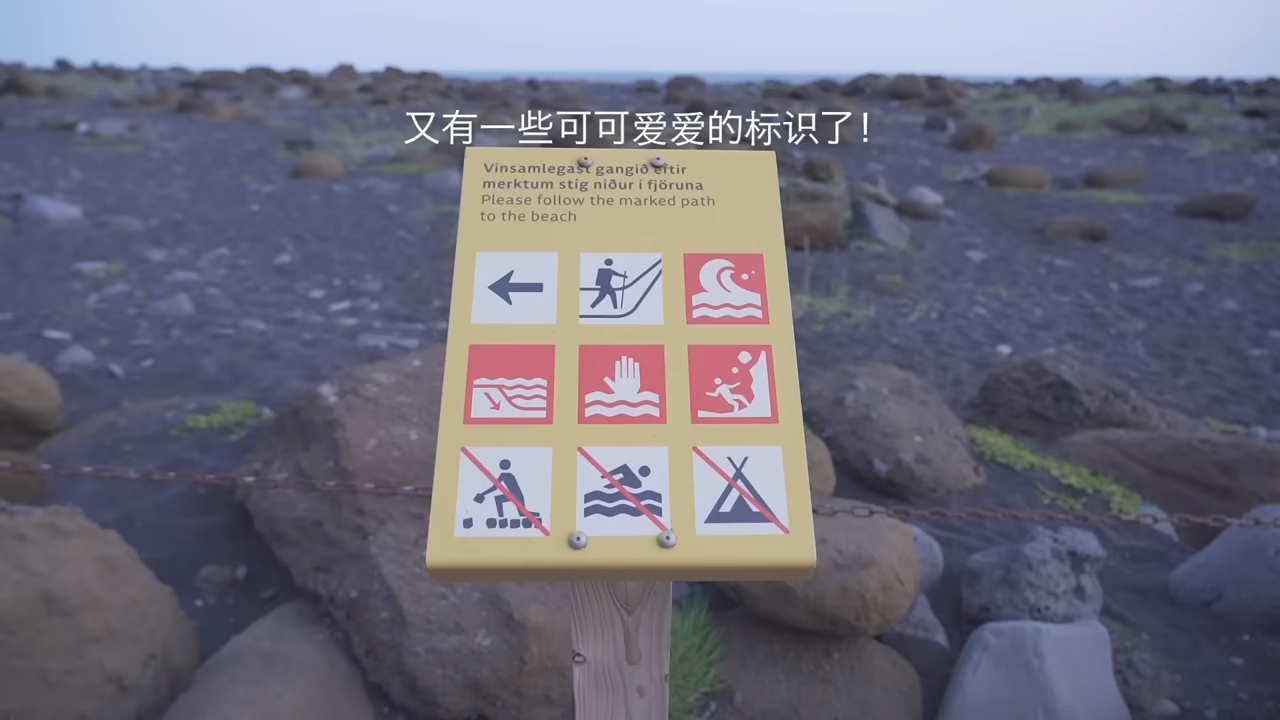 又有一些可可爱爱的标识了！
Vinsamlegast gangið eftir
merktum stíg niður í fjöruna
Please follow the marked path
to the beach